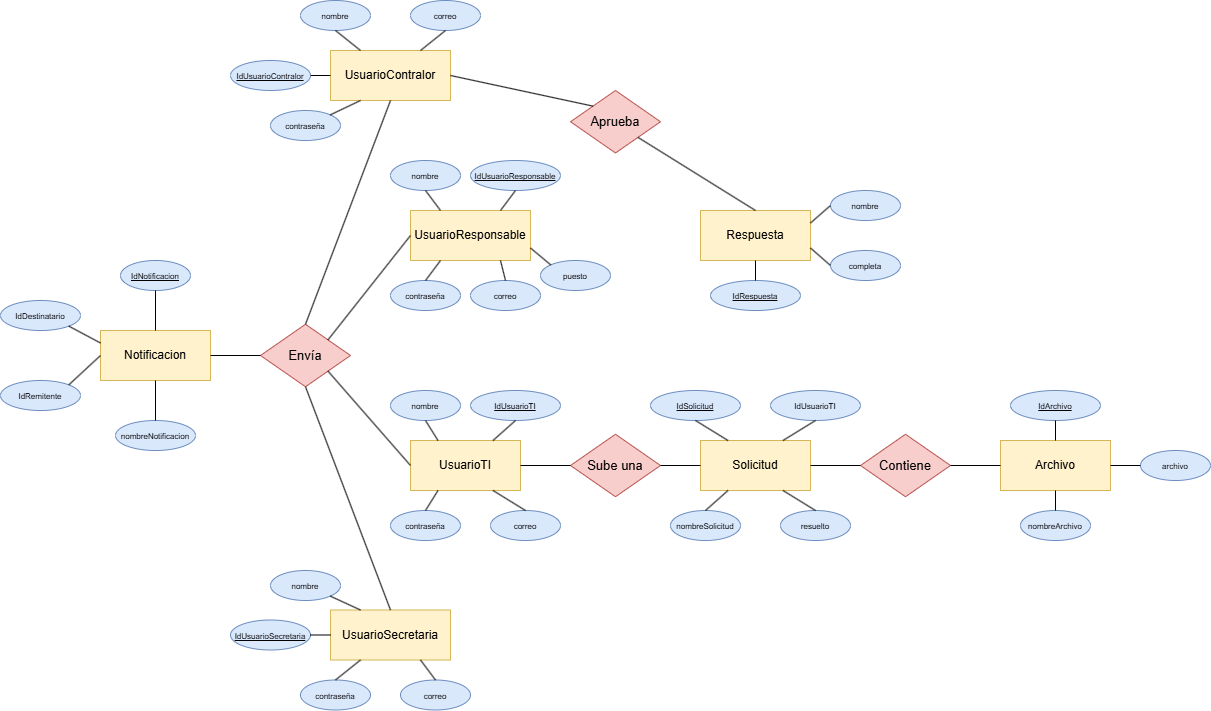 nombre
correo
IdUsuarioContralor
UsuarioContralor
contraseña
Aprueba
nombre
IdUsuarioResponsable
UsuarioResponsable
contraseña
correo
puesto
Respuesta
nombre
completa
IdRespuesta
IdNotificacion
IdDestinatario
Notificacion
IdRemitente
nombreNotificacion
Envía
nombre
IdUsuarioTI
UsuarioTI
contraseña
correo
Sube una
IdSolicitud
IdUsuarioTI
Solicitud
nombreSolicitud
resuelto
Contiene
IdArchivo
Archivo
archivo
nombreArchivo
nombre
IdUsuarioSecretaria
UsuarioSecretaria
contraseña
correo